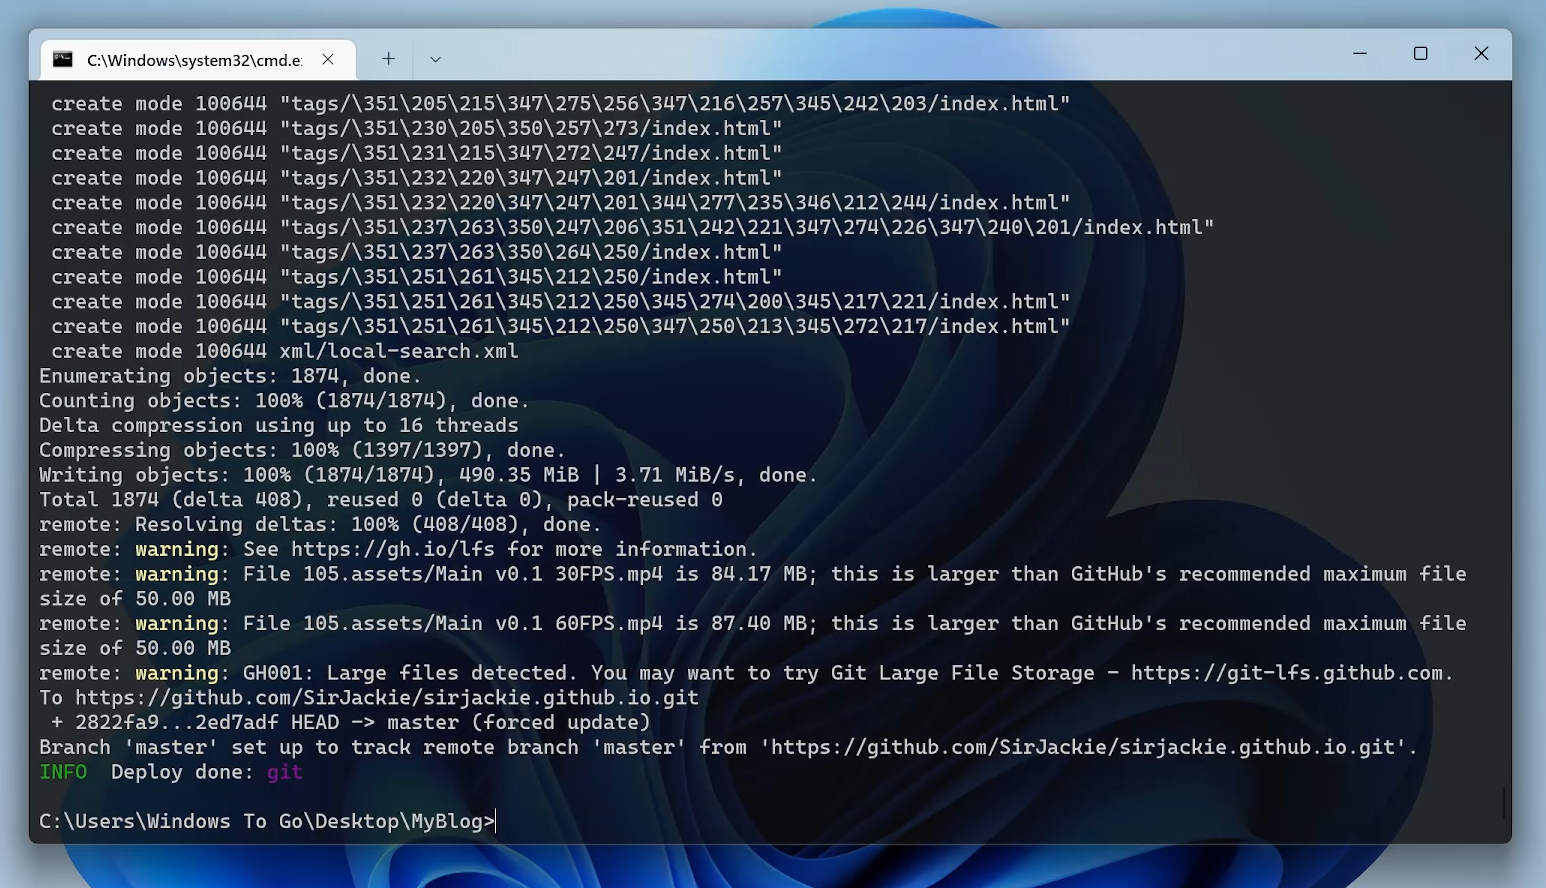 C:\Windows\system32\cmd.e
create mode 100644 "tags/\351\205\215\347\275\256\347\216\257\345\242\203/index.html"
create mode 100644 "tags/\351\230\205\350\257\273/index.html"
create mode 100644 "tags/\351\231\215\347\272\247/index.html"
create mode 100644 "tags/\351\232\220\347\247\201/index.html"
create mode 100644 "tags/\351\232\220\347\247\201\344\277\235\346\212\244/index.html"
create mode 100644 "tags/\351\237\263\350\247\206\351\242\221\347\274\226\347\240\201/index.html"
create mode 100644 "tags/\351\237\263\350\264\250/index.html"
create mode 100644 "tags/\351\251\261\345\212\250/index.html"
create mode 100644 "tags/\351\251\261\345\212\250\345\274\200\345\217\221/index.html"
create mode 100644 "tags/\351\251\261\345\212\250\347\250\213\345\272\217/index.html"
create mode 100644 xml/local-search.xml
Enumerating objects: 1874, done.
Counting objects: 100% (1874/1874), done.
Delta compression using up to 16 threads
Compressing objects: 100% (1397/1397), done.
Writing objects: 100% (1874/1874), 490.35 MiB | 3.71 MiB/s, done.
Total 1874 (delta 408), reused 0 (delta 0), pack-reused 0
remote: Resolving deltas: 100% (408/408), done.
remote: warning: See https://gh.io/lfs for more information.
remote: warning: File 105.assets/Main v0.1 30FPS.mp4 is 84.17 MB; this is larger than GitHub's recommended maximum file
size of 50.00 MB
remote: warning: File 105.assets/Main v0.1 60FPS.mp4 is 87.40 MB; this is larger than GitHub's recommended maximum file
size of 50.00 MB
remote: warning: GH001: Large files detected. You may want to try Git Large File Storage - https://git-lfs.github.com.
To https://github.com/SirJackie/sirjackie.github.io.git
+ 2822fa9...2ed7adf HEAD -> master (forced update)
Branch 'master' set up to track remote branch 'master' from 'https://github.com/SirJackie/sirjackie.github.io.git'.
INFO  Deploy done: git
C:\Users\Windows To Go\Desktop\MyBlog>